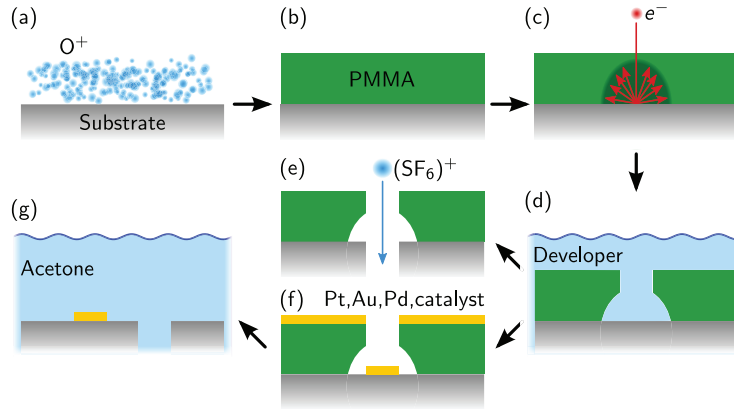 (a)
O⁺
Substrate
(b)
PMMA
(c)
e⁻
(d)
Developer
(e)
(SF₆)⁺
(f)
Pt,Au,Pd,catalyst
(g)
Acetone